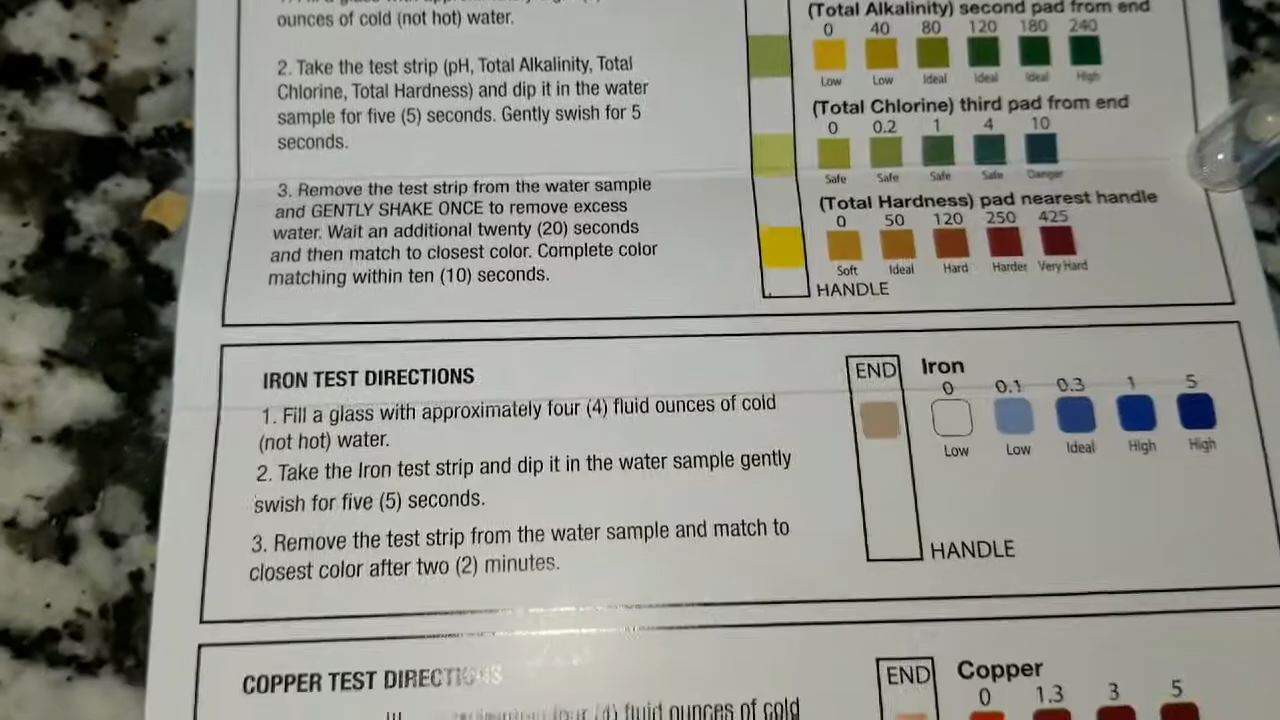 ounces of cold (not hot) water.
2. Take the test strip (pH, Total Alkalinity, Total
Chlorine, Total Hardness) and dip it in the water
sample for five (5) seconds. Gently swish for 5
seconds.
3. Remove the test strip from the water sample
and GENTLY SHAKE ONCE to remove excess
water. Wait an additional twenty (20) seconds
and then match to closest color. Complete color
matching within ten (10) seconds.
(Total Alkalinity) second pad from end
0 40 80 120 180 240
Low Low Ideal Ideal Ideal High
(Total Chlorine) third pad from end
0 0.2 1 4 10
Safe Safe Safe Safe Danger
(Total Hardness) pad nearest handle
0 50 120 250 425
Soft Ideal Hard Harder Very Hard
HANDLE
IRON TEST DIRECTIONS
1. Fill a glass with approximately four (4) fluid ounces of cold
(not hot) water.
2. Take the Iron test strip and dip it in the water sample gently
swish for five (5) seconds.
3. Remove the test strip from the water sample and match to
closest color after two (2) minutes.
END
Iron
0 0.1 0.3 1 5
Low Low Ideal High High
HANDLE
COPPER TEST DIRECTIONS
four (4) fluid ounces of cold
END
Copper
0 1.3 3 5